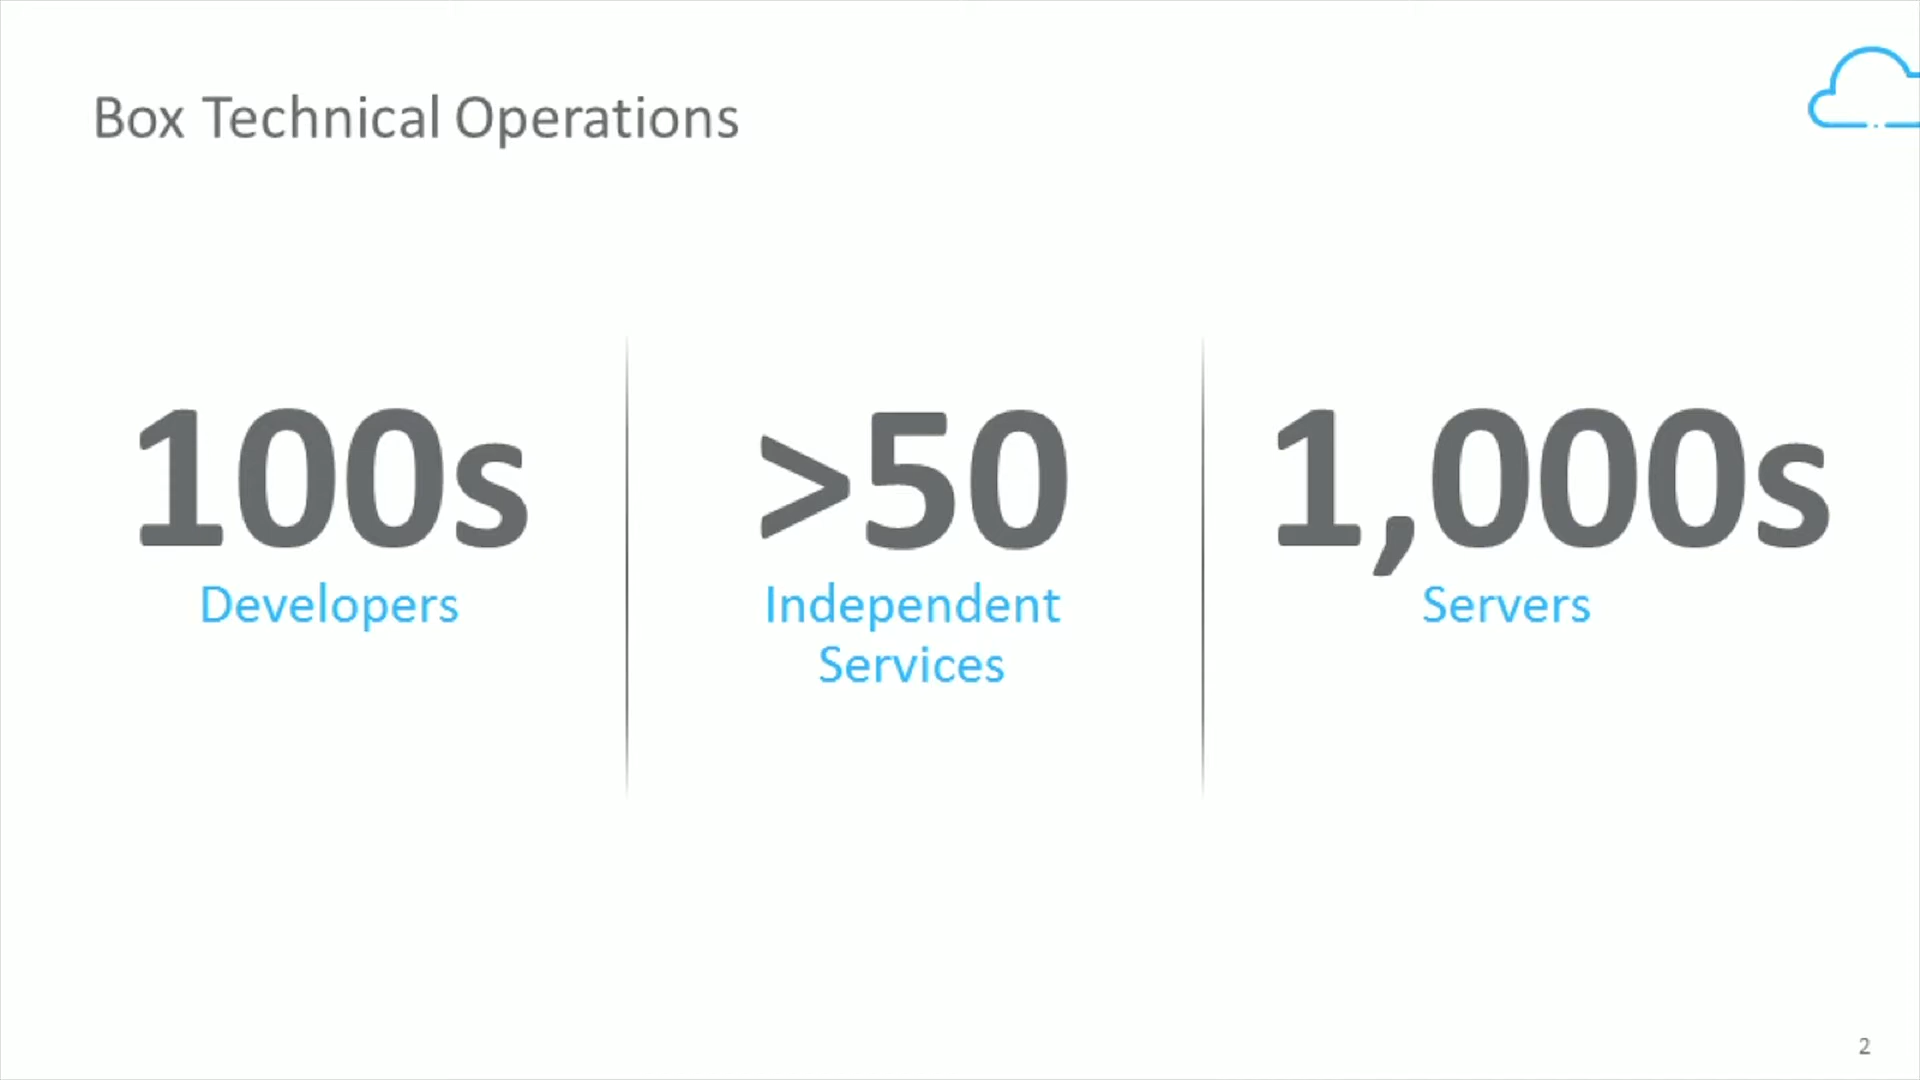 Box Technical Operations
100s
Developers
>50
Independent
Services
1,000s
Servers
2